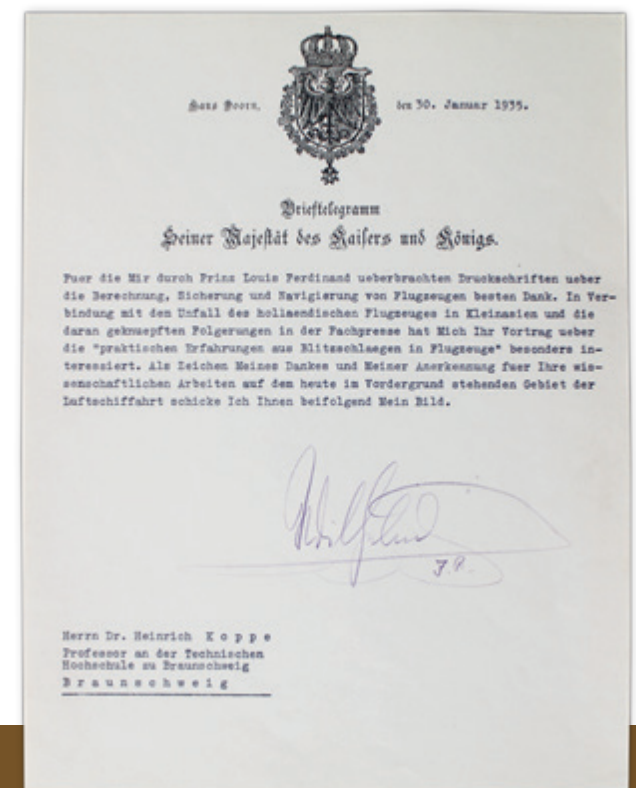 Haus Doorn, den 30. Januar 1935.
Brieftelegramm
Seiner Majestät des Kaisers und Königs.
Fuer die Mir durch Prinz Louis Ferdinand ueberbrachten Druckschriften ueber
die Berechnung, Sicherung und Navigierung von Flugzeugen besten Dank. In Ver-
bindung mit dem Unfall des hollaendischen Flugzeuges in Kleinasien und die
daran geknuepften Folgerungen in der Fachpresse hat Mich Ihr Vortrag ueber
die "praktischen Erfahrungen aus Blitzschlaegen in Flugzeuge" besonders in-
teressiert. Als Zeichen Meines Dankes und Meiner Anerkennung fuer Ihre wis-
senschaftlichen Arbeiten auf dem heute im Vordergrund stehenden Gebiet der
Luftschiffahrt schicke Ich Ihnen beifolgend Mein Bild.
Wilhelm
I.R.
Herrn Dr. Heinrich K o p p e
Professor an der Technischen
Hochschule zu Braunschweig
B r a u n s c h w e i g